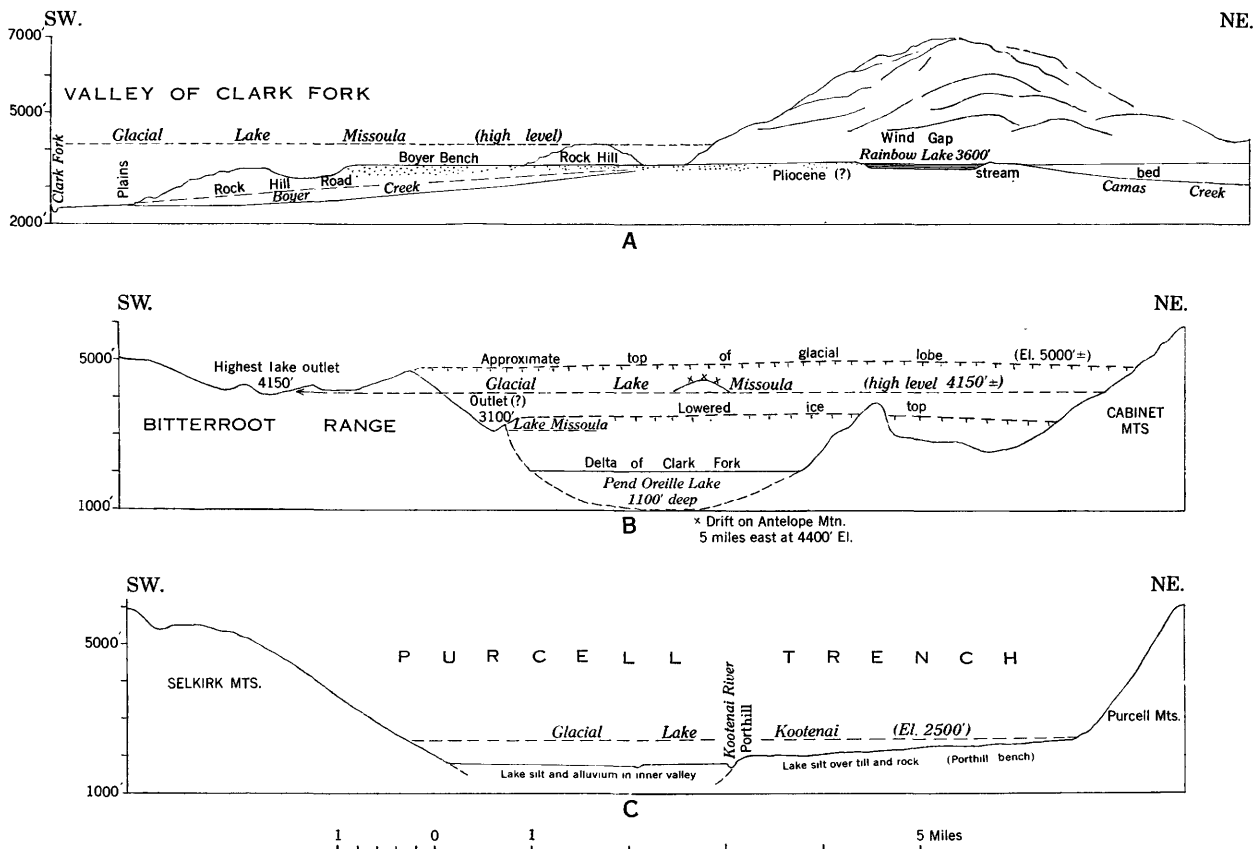 SW. NE.
7000'
VALLEY OF CLARK FORK
5000'
Glacial Lake Missoula (high level)
Wind Gap
Boyer Bench Rock Hill Rainbow Lake 3600'
Clark Fork
Plains
Rock Hill Road
Boyer Creek
Pliocene (?) stream bed
Camas Creek
2000'
A
SW. NE.
5000'
Approximate top of glacial lobe (El. 5000'±)
Highest lake outlet
4150'
Glacial Lake Missoula (high level 4150'±)
Outlet (?)
3100'
Lowered ice top
BITTERROOT RANGE
Lake Missoula
CABINET
MTS
Delta of Clark Fork
Pend Oreille Lake
1100' deep
1000'
B
x Drift on Antelope Mtn.
5 miles east at 4400' El.
SW. NE.
5000'
PURCELL TRENCH
SELKIRK MTS.
Kootenai River
Porthill
Purcell Mts.
Glacial Lake Kootenai (El. 2500')
Lake silt and alluvium in inner valley
Lake silt over till and rock (Porthill bench)
1000'
C
1 0 1 5 Miles